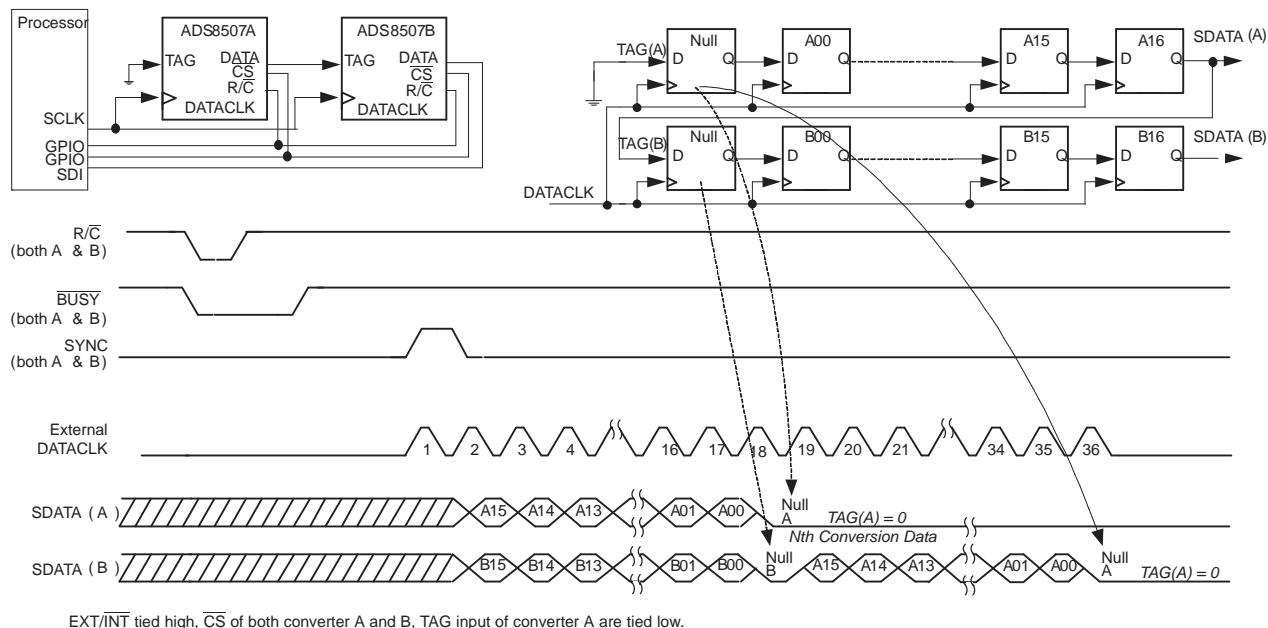 Processor
ADS8507A
TAG
DATA
CS
R/C
DATACLK
ADS8507B
TAG
DATA
CS
R/C
DATACLK
SCLK
GPIO
GPIO
SDI
TAG(A)
Null
D
Q
A00
D
Q
A15
D
Q
A16
D
Q
SDATA (A)
TAG(B)
Null
D
Q
B00
D
Q
B15
D
Q
B16
D
Q
SDATA (B)
DATACLK
R/C
(both A & B)
BUSY
(both A & B)
SYNC
(both A & B)
External
DATACLK
1 2 3 4 16 17 18 19 20 21 34 35 36
SDATA ( A )
A15 A14 A13 A01 A00
Null
A
TAG(A) = 0
Nth Conversion Data
SDATA ( B )
B15 B14 B13 B01 B00
Null
B
A15 A14 A13 A01 A00
Null
A
TAG(A) = 0
EXT/INT tied high, CS of both converter A and B, TAG input of converter A are tied low.